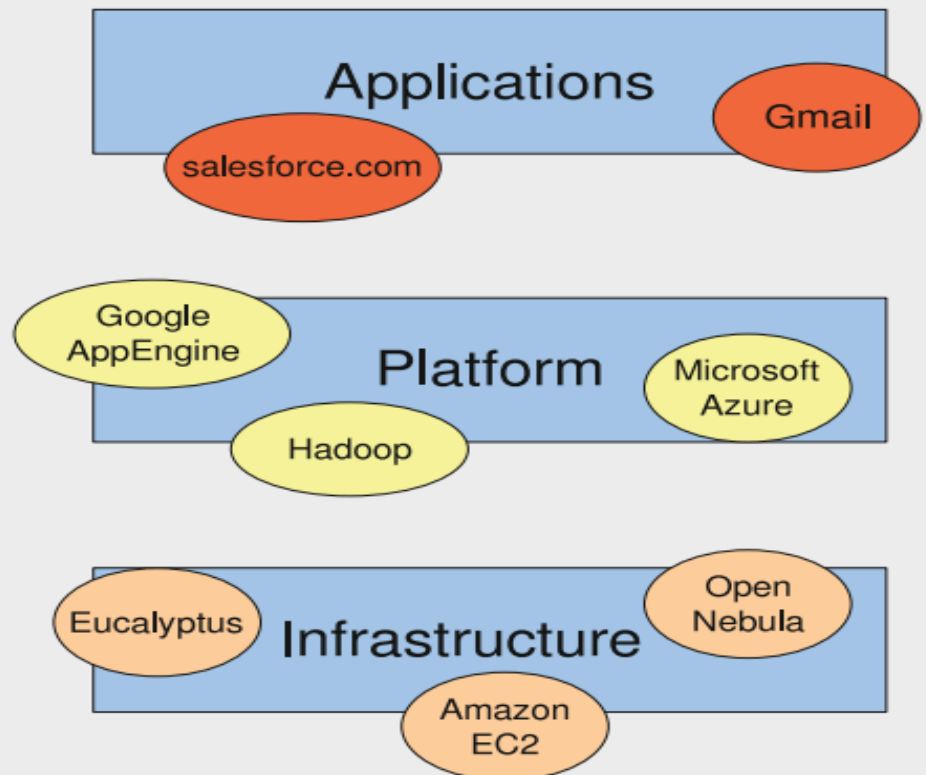 Applications
Gmail
salesforce.com
Google
AppEngine
Platform
Microsoft
Azure
Hadoop
Eucalyptus
Infrastructure
Open
Nebula
Amazon
EC2